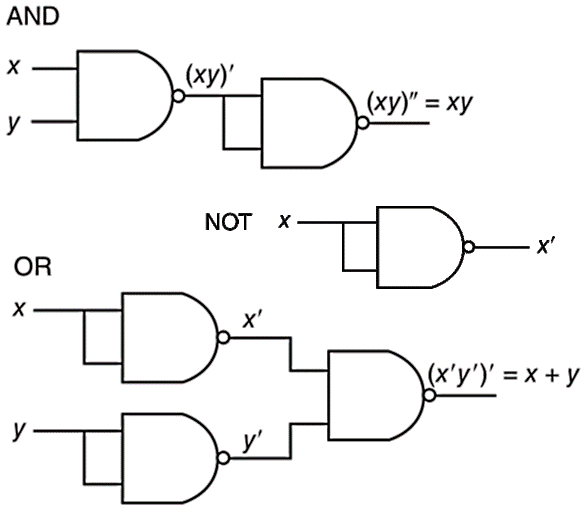 AND
x
(xy)′
y
(xy)″ = xy
NOT x
x′
OR
x
x′
(x′y′)′ = x + y
y
y′